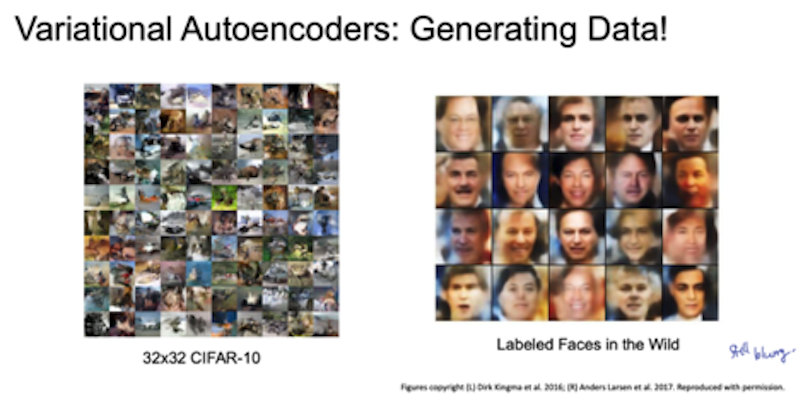 Variational Autoencoders: Generating Data!
32x32 CIFAR-10
Labeled Faces in the Wild
still blurry.
Figures copyright (L) Dirk Kingma et al. 2016; (R) Anders Larsen et al. 2017. Reproduced with permission.